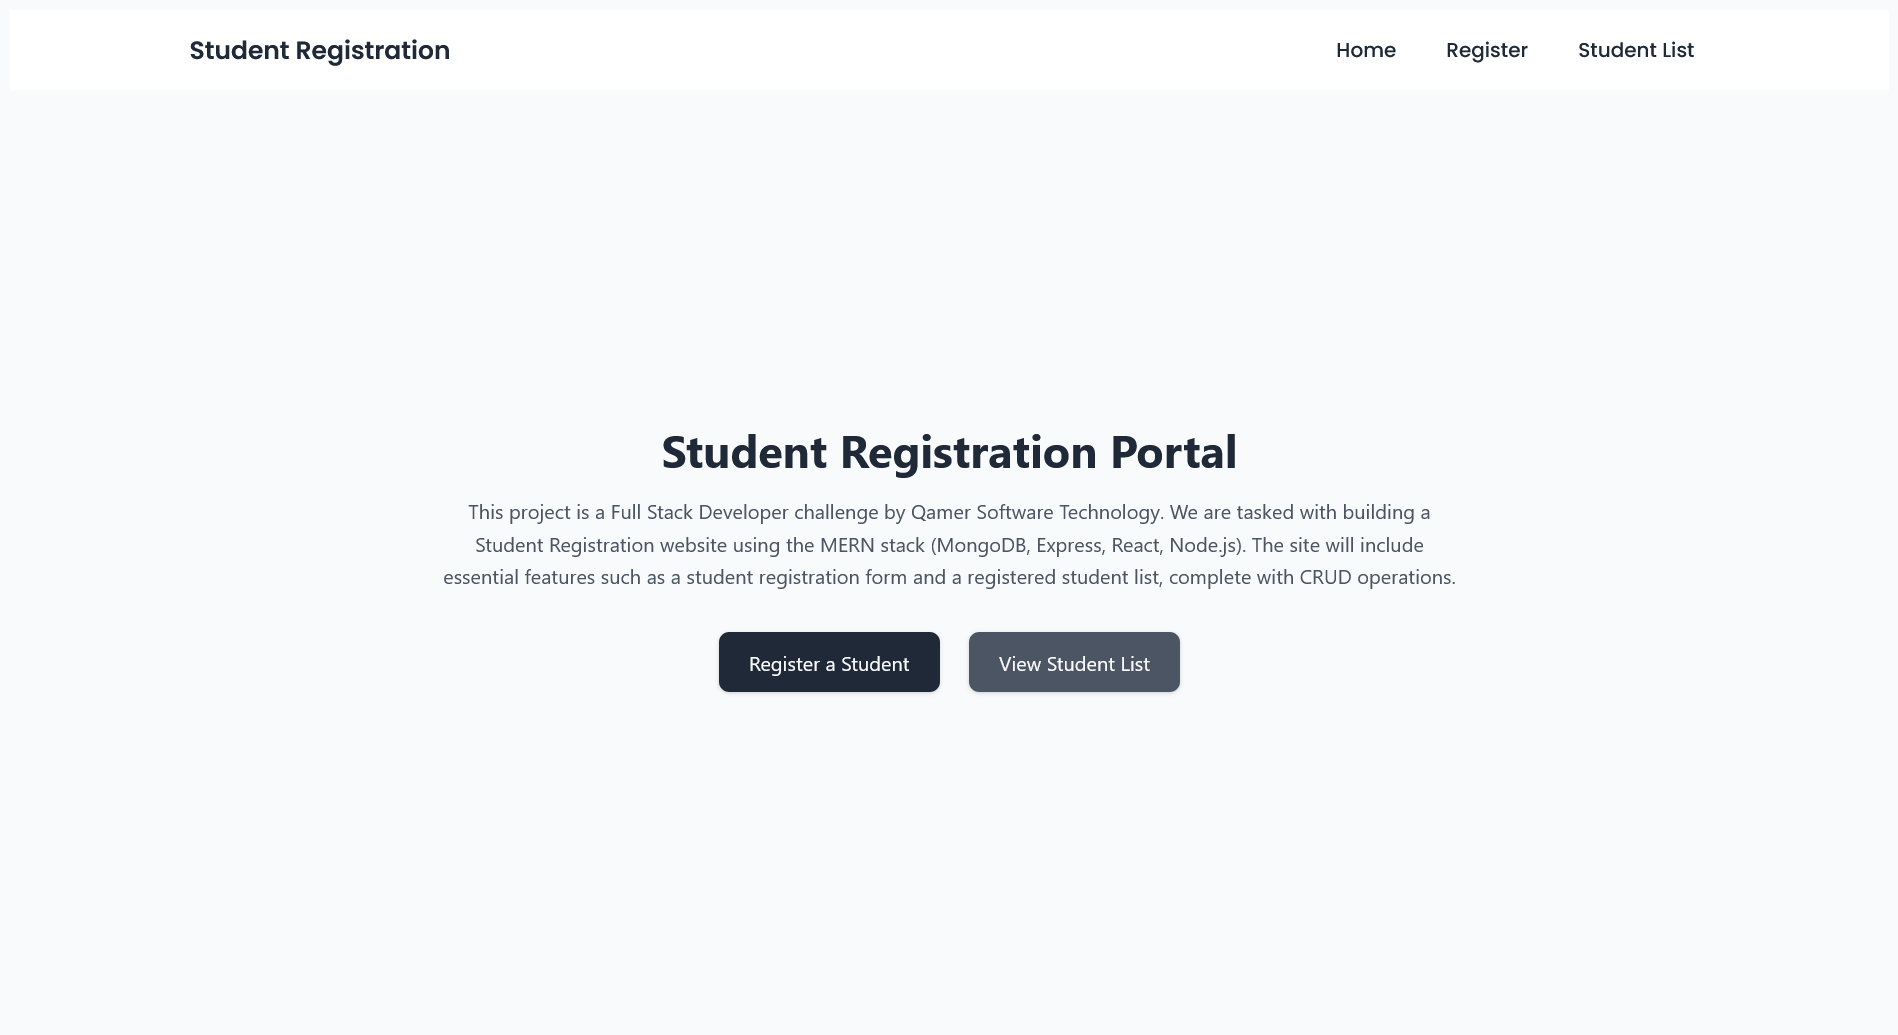 Student Registration
Home
Register
Student List
Student Registration Portal
This project is a Full Stack Developer challenge by Qamer Software Technology. We are tasked with building a
Student Registration website using the MERN stack (MongoDB, Express, React, Node.js). The site will include
essential features such as a student registration form and a registered student list, complete with CRUD operations.
Register a Student
View Student List